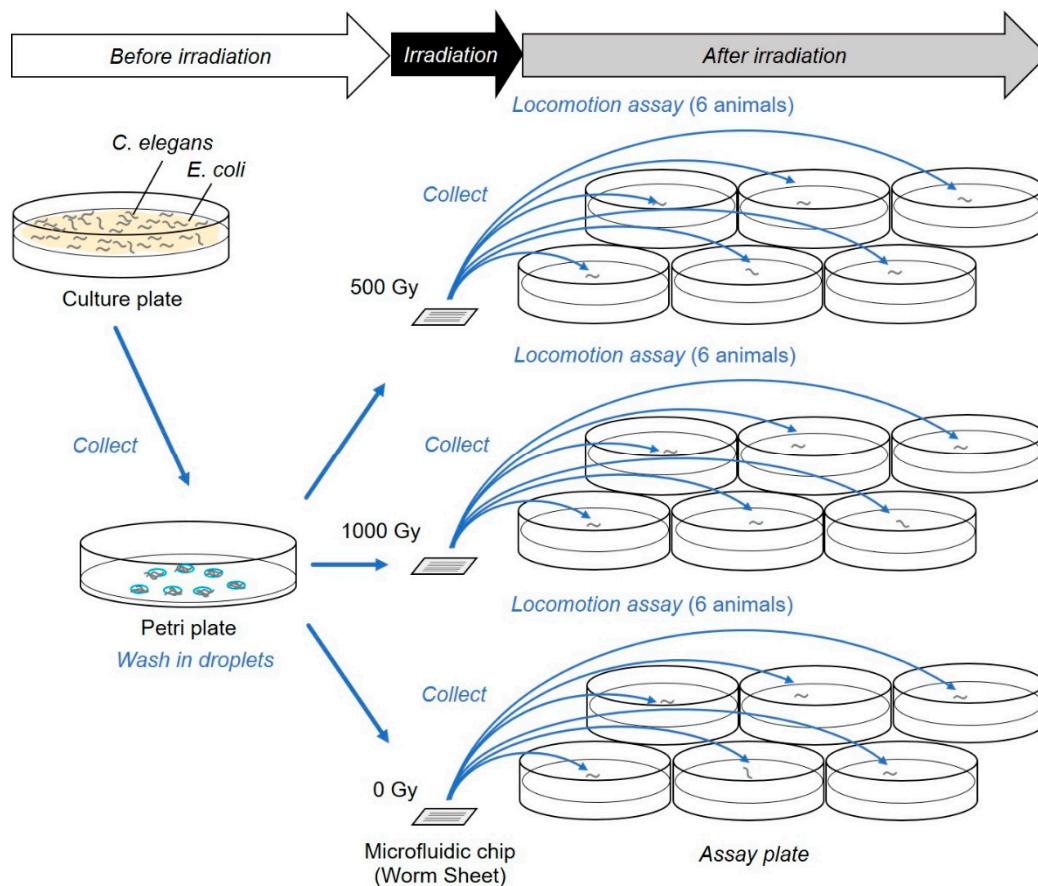 Before irradiation
Irradiation
After irradiation
Locomotion assay (6 animals)
C. elegans
E. coli
Collect
500 Gy
Culture plate
Locomotion assay (6 animals)
Collect
Collect
1000 Gy
Petri plate
Wash in droplets
Locomotion assay (6 animals)
Collect
0 Gy
Microfluidic chip
(Worm Sheet)
Assay plate